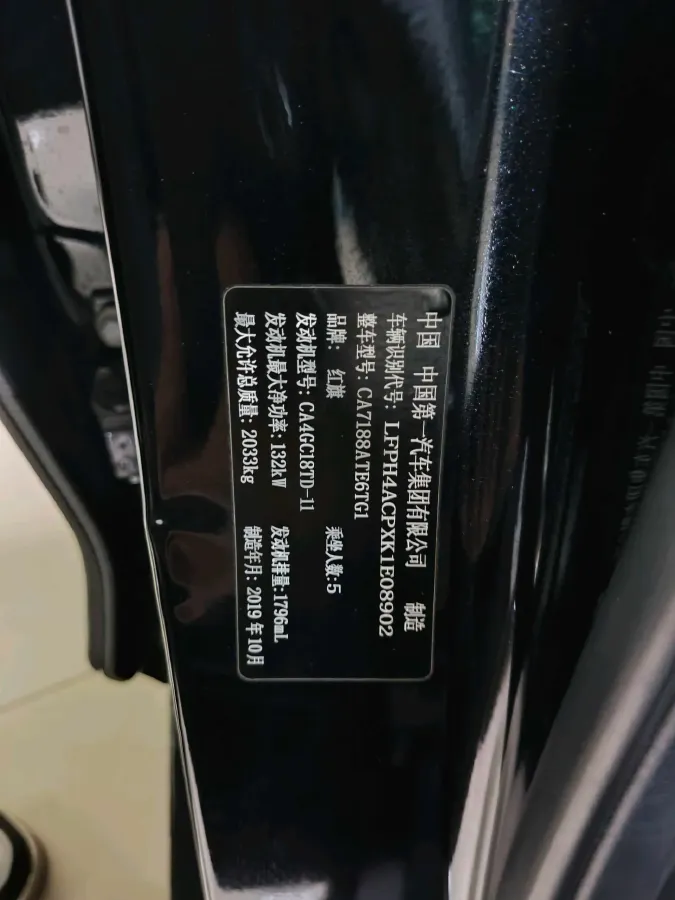 中国 中国第一汽车集团有限公司 制造
车辆识别代号: LFPH4ACPXK1E08902
整车型号: CA7188ATE6TG1
品牌: 红旗 乘坐人数:5
发动机型号: CA4GC18TD-11
发动机最大净功率: 132kW 发动机排量: 1796mL
最大允许总质量: 2033kg 制造年月: 2019年10月